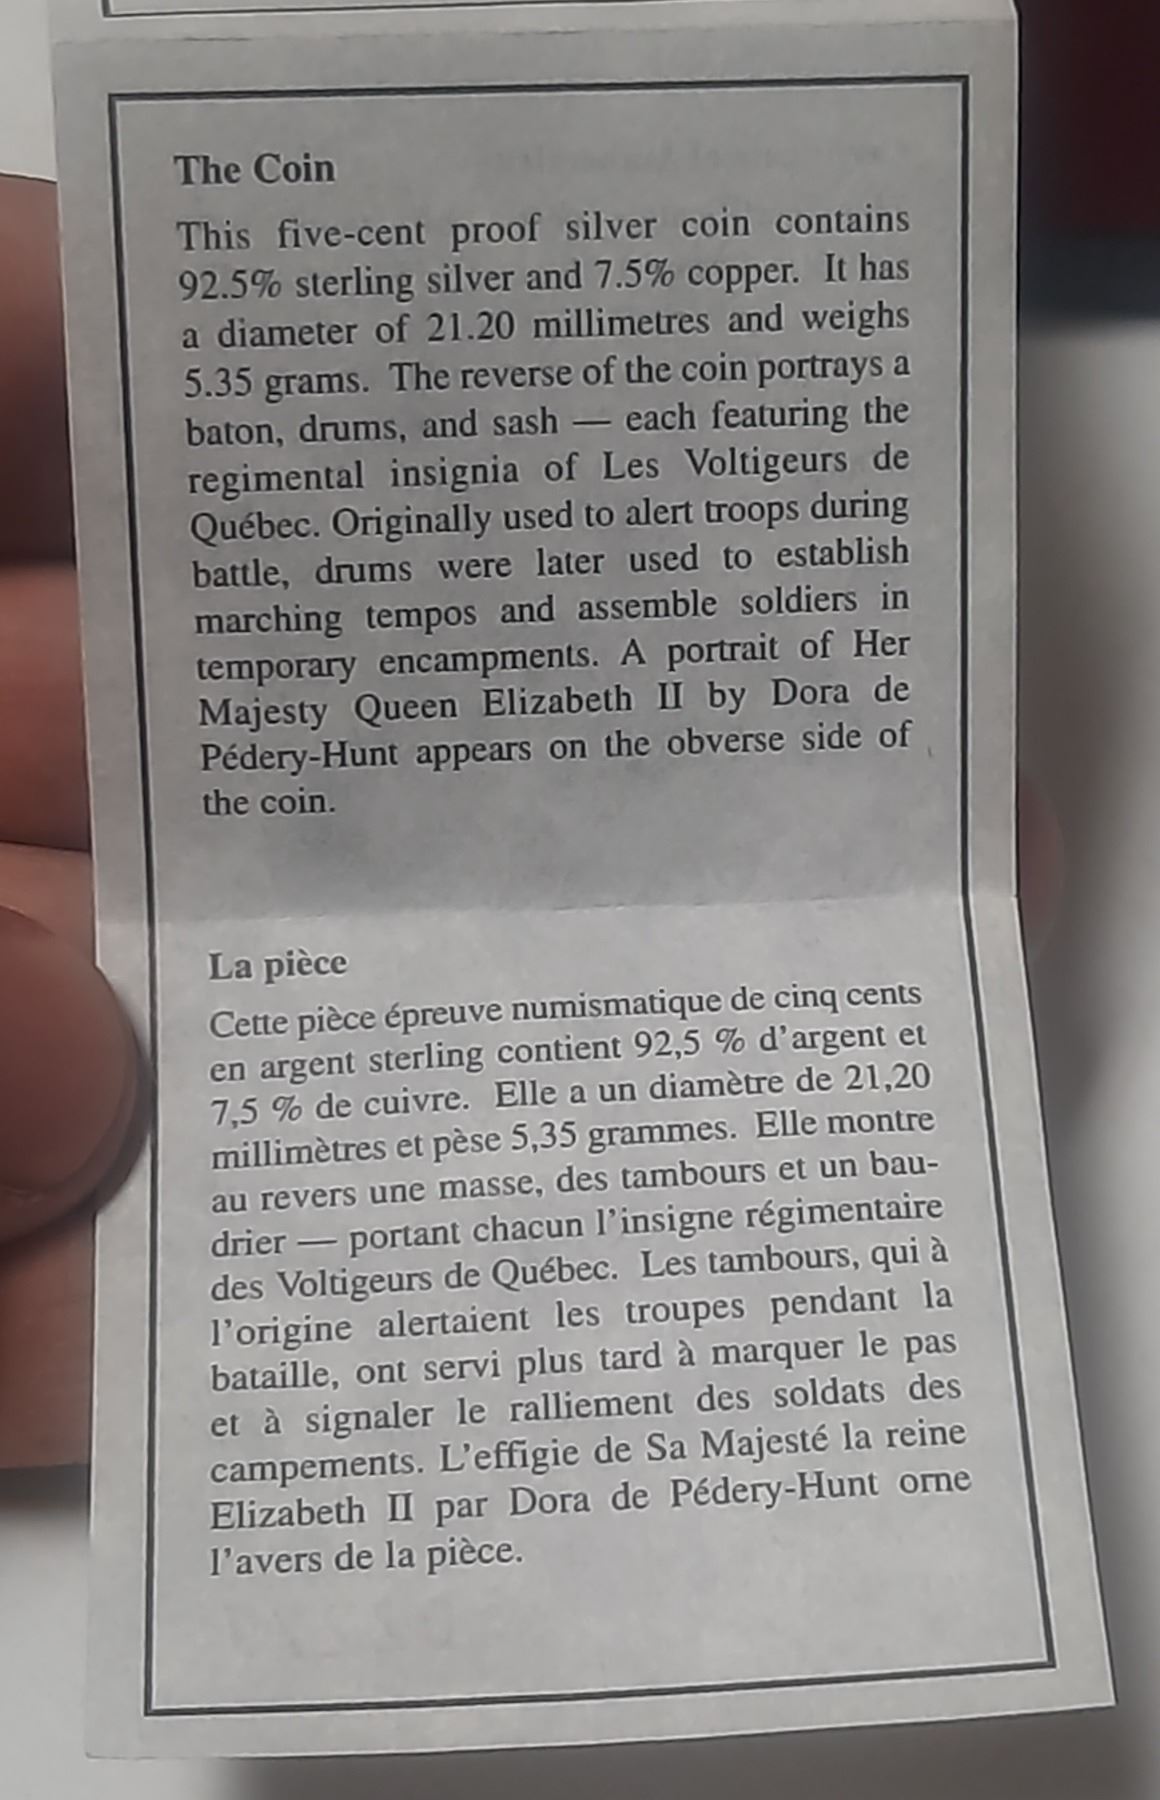 The Coin
This five-cent proof silver coin contains
92.5% sterling silver and 7.5% copper. It has
a diameter of 21.20 millimetres and weighs
5.35 grams. The reverse of the coin portrays a
baton, drums, and sash — each featuring the
regimental insignia of Les Voltigeurs de
Québec. Originally used to alert troops during
battle, drums were later used to establish
marching tempos and assemble soldiers in
temporary encampments. A portrait of Her
Majesty Queen Elizabeth II by Dora de
Pédery-Hunt appears on the obverse side of
the coin.
La pièce
Cette pièce épreuve numismatique de cinq cents
en argent sterling contient 92,5 % d'argent et
7,5 % de cuivre. Elle a un diamètre de 21,20
millimètres et pèse 5,35 grammes. Elle montre
au revers une masse, des tambours et un bau-
drier — portant chacun l'insigne régimentaire
des Voltigeurs de Québec. Les tambours, qui à
l'origine alertaient les troupes pendant la
bataille, ont servi plus tard à marquer le pas
et à signaler le ralliement des soldats des
campements. L'effigie de Sa Majesté la reine
Elizabeth II par Dora de Pédery-Hunt orne
l'avers de la pièce.